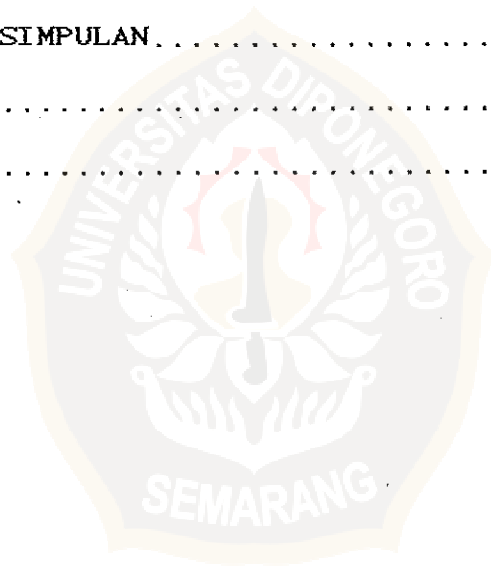 SIMPULAN..................
.............................
.............................
UNIVERSITAS DIPONEGORO
SEMARANG